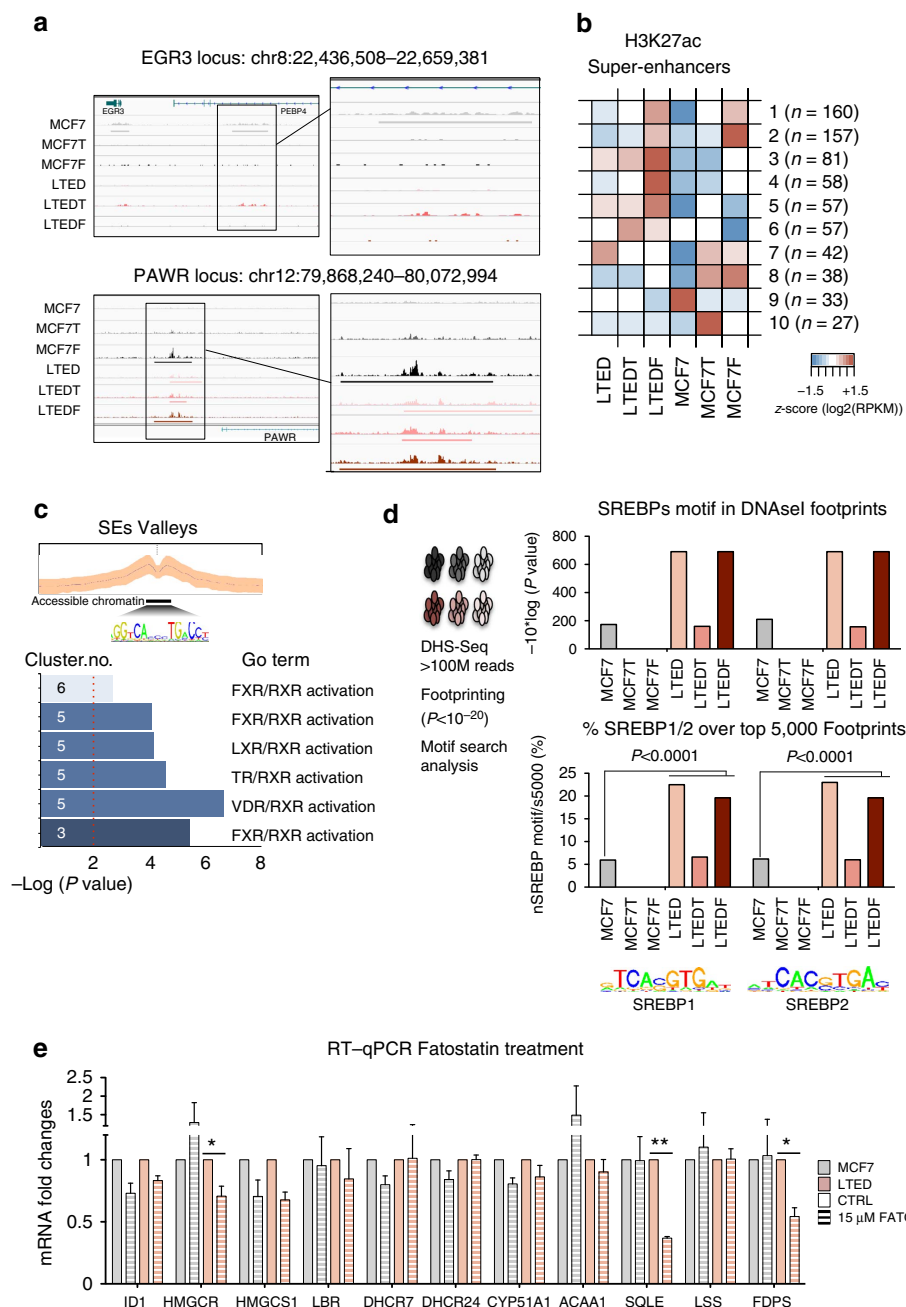 a
EGR3 locus: chr8:22,436,508–22,659,381
EGR3
PEBP4
MCF7
MCF7T
MCF7F
LTED
LTEDT
LTEDF
PAWR locus: chr12:79,868,240–80,072,994
MCF7
MCF7T
MCF7F
LTED
LTEDT
LTEDF
PAWR
b
H3K27ac
Super-enhancers
1 (n = 160)
2 (n = 157)
3 (n = 81)
4 (n = 58)
5 (n = 57)
6 (n = 57)
7 (n = 42)
8 (n = 38)
9 (n = 33)
10 (n = 27)
LTED
LTEDT
LTEDF
MCF7
MCF7T
MCF7F
−1.5 +1.5
z-score (log2(RPKM))
c
SEs Valleys
Accessible chromatin
Cluster.no. Go term
6 FXR/RXR activation
5 FXR/RXR activation
5 LXR/RXR activation
5 TR/RXR activation
5 VDR/RXR activation
3 FXR/RXR activation
2 4 6 8
–Log (P value)
d
DHS-Seq
>100M reads
Footprinting
(P<10−20)
Motif search
analysis
SREBPs motif in DNAseI footprints
–10*log (P value)
800
600
400
200
0
MCF7 MCF7T MCF7F LTED LTEDT LTEDF MCF7 MCF7T MCF7F LTED LTEDT LTEDF
% SREBP1/2 over top 5,000 Footprints
P<0.0001 P<0.0001
nSREBP motif/s5000 (%)
25
20
15
10
5
0
MCF7 MCF7T MCF7F LTED LTEDT LTEDF MCF7 MCF7T MCF7F LTED LTEDT LTEDF
SREBP1 SREBP2
e
RT–qPCR Fatostatin treatment
mRNA fold changes
2.5
2
1.5
1
1
0.5
0
* ** *
ID1 HMGCR HMGCS1 LBR DHCR7 DHCR24 CYP51A1 ACAA1 SQLE LSS FDPS
MCF7
LTED
CTRL